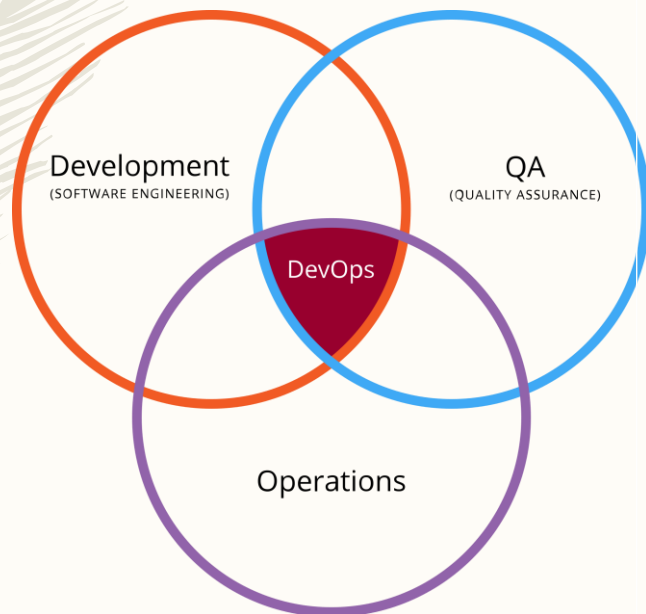 Development
(SOFTWARE ENGINEERING)
QA
(QUALITY ASSURANCE)
DevOps
Operations